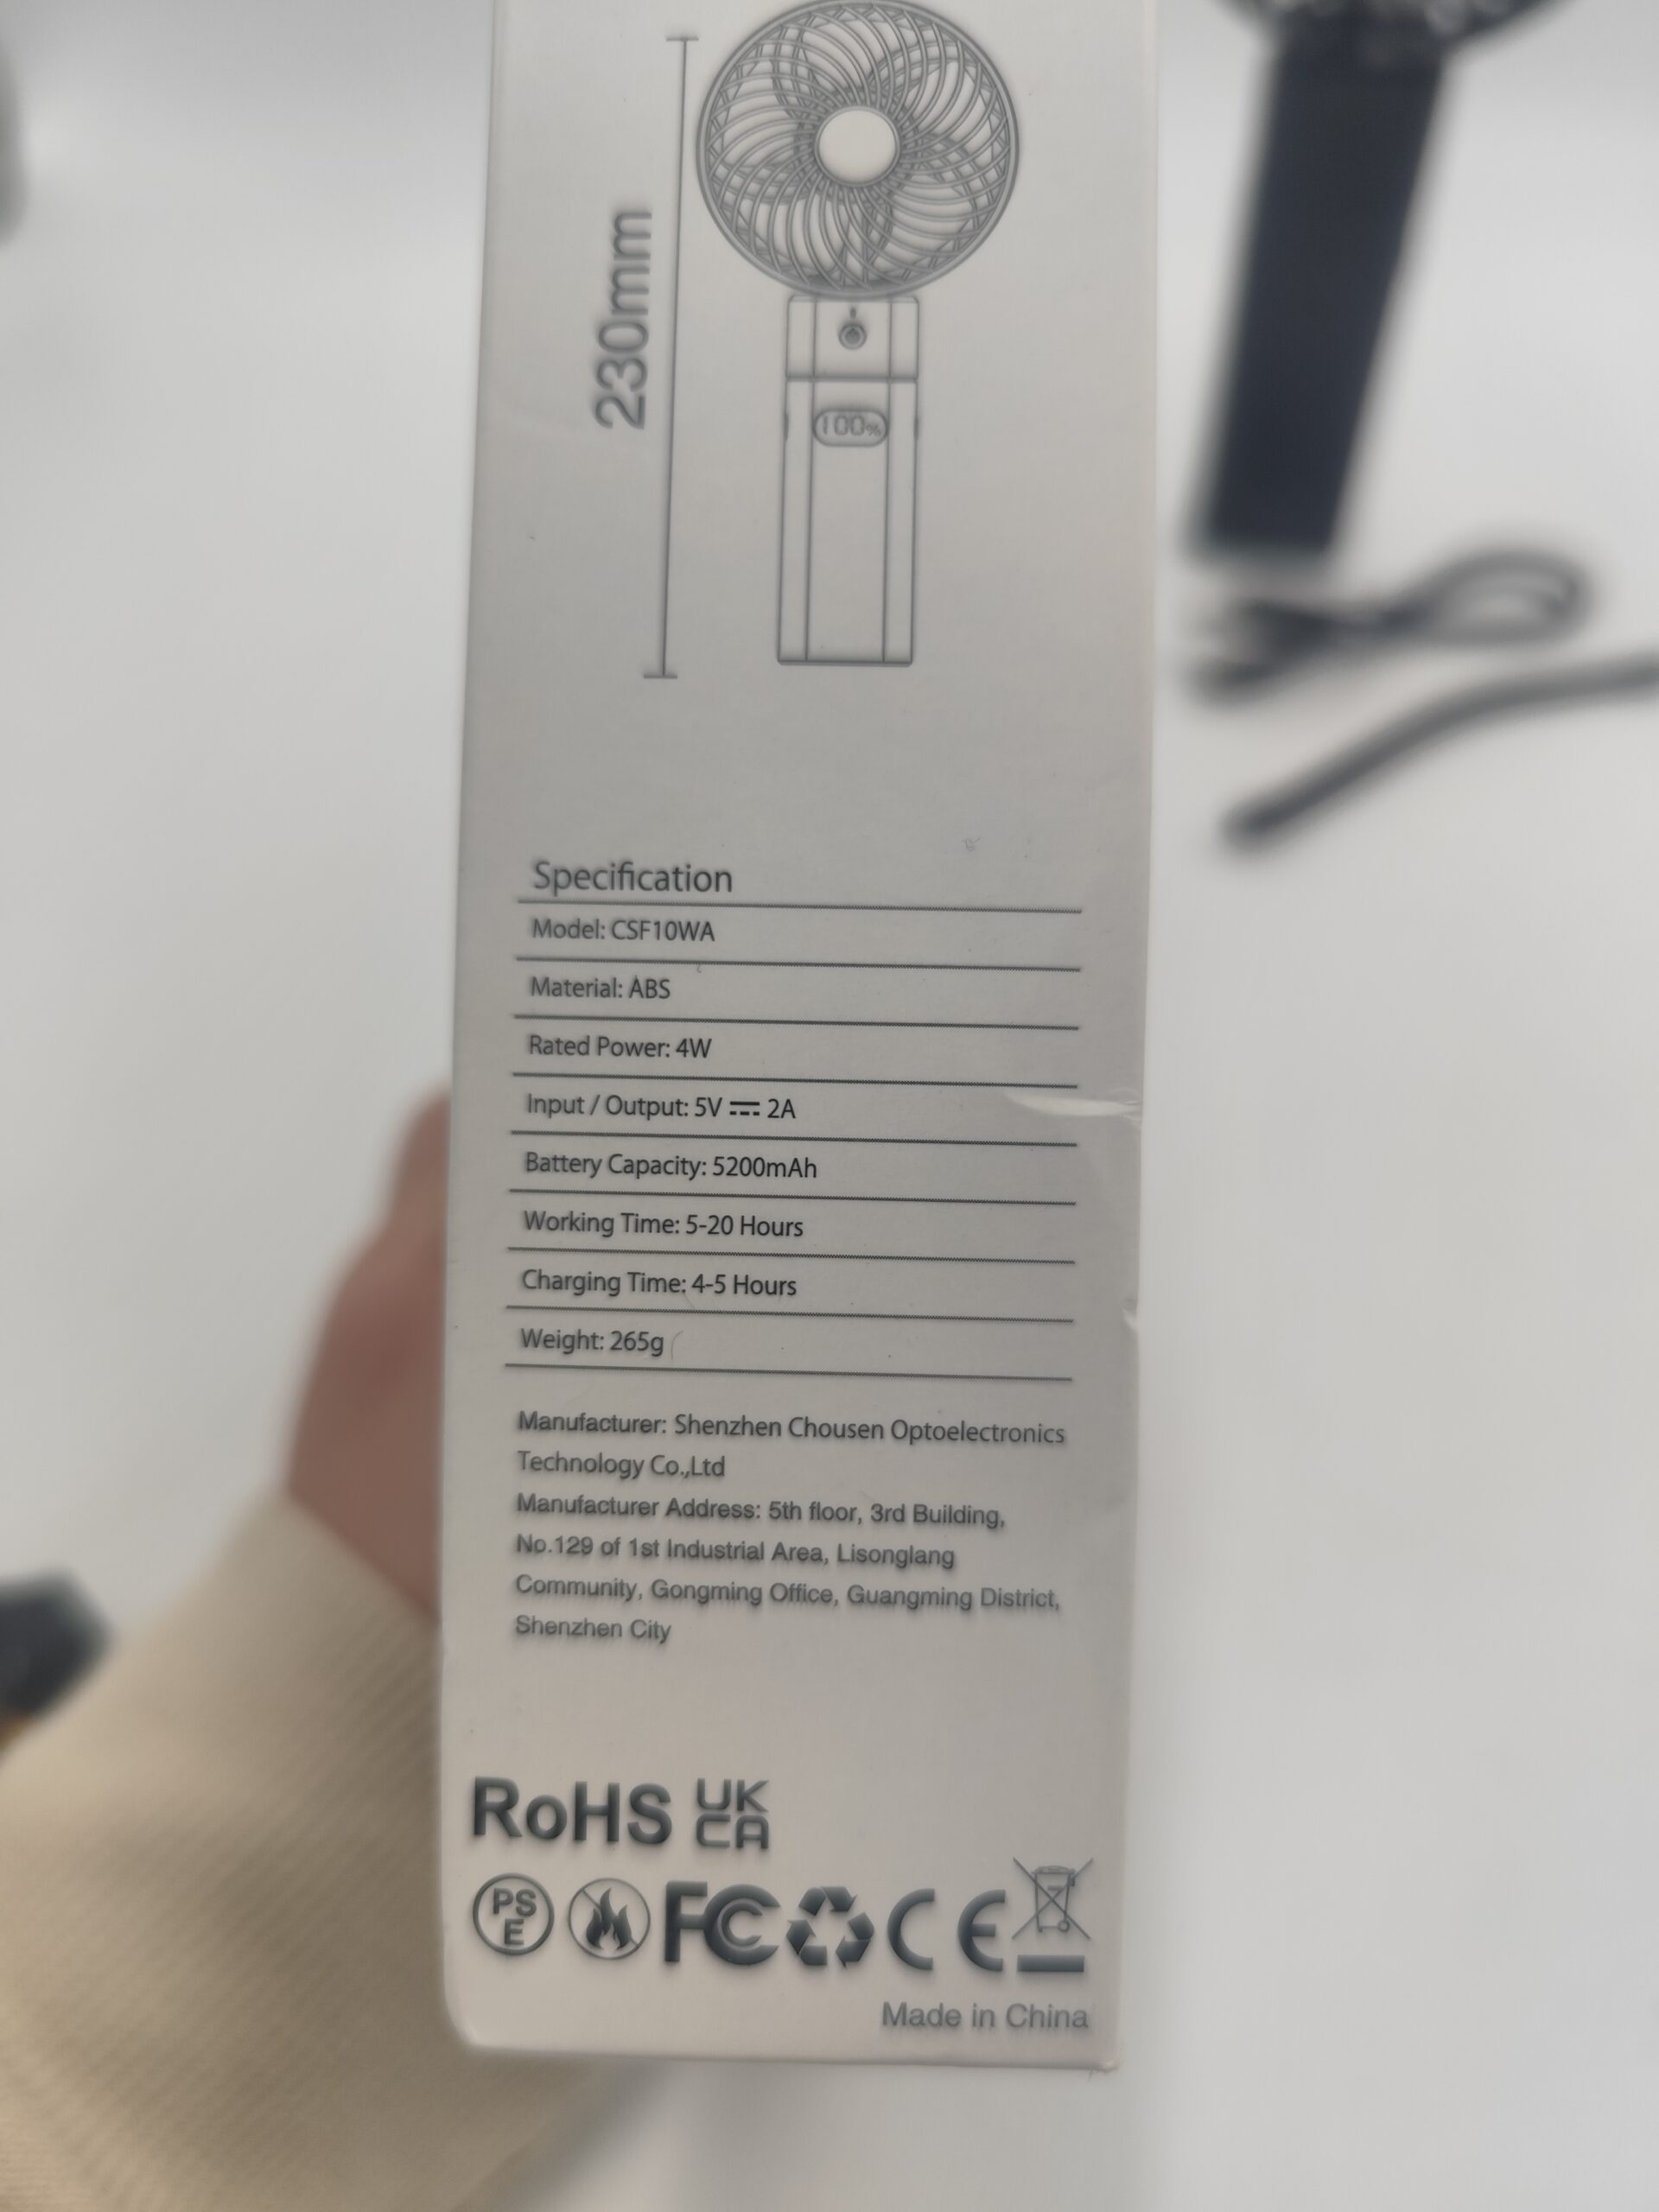 230mm
100%
Specification
Model: CSF10WA
Material: ABS
Rated Power: 4W
Input / Output: 5V ⎓ 2A
Battery Capacity: 5200mAh
Working Time: 5-20 Hours
Charging Time: 4-5 Hours
Weight: 265g
Manufacturer: Shenzhen Chousen Optoelectronics
Technology Co.,Ltd
Manufacturer Address: 5th floor, 3rd Building,
No.129 of 1st Industrial Area, Lisonglang
Community, Gongming Office, Guangming District,
Shenzhen City
RoHS UK
CA
PS
E
FC CE
Made in China